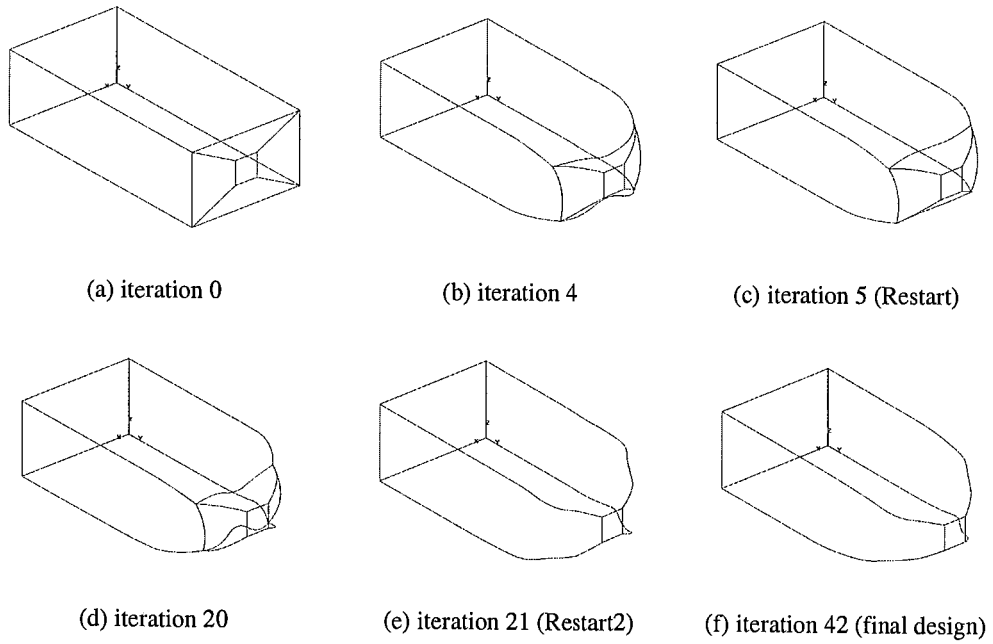 (a) iteration 0
(b) iteration 4
(c) iteration 5 (Restart)
(d) iteration 20
(e) iteration 21 (Restart2)
(f) iteration 42 (final design)